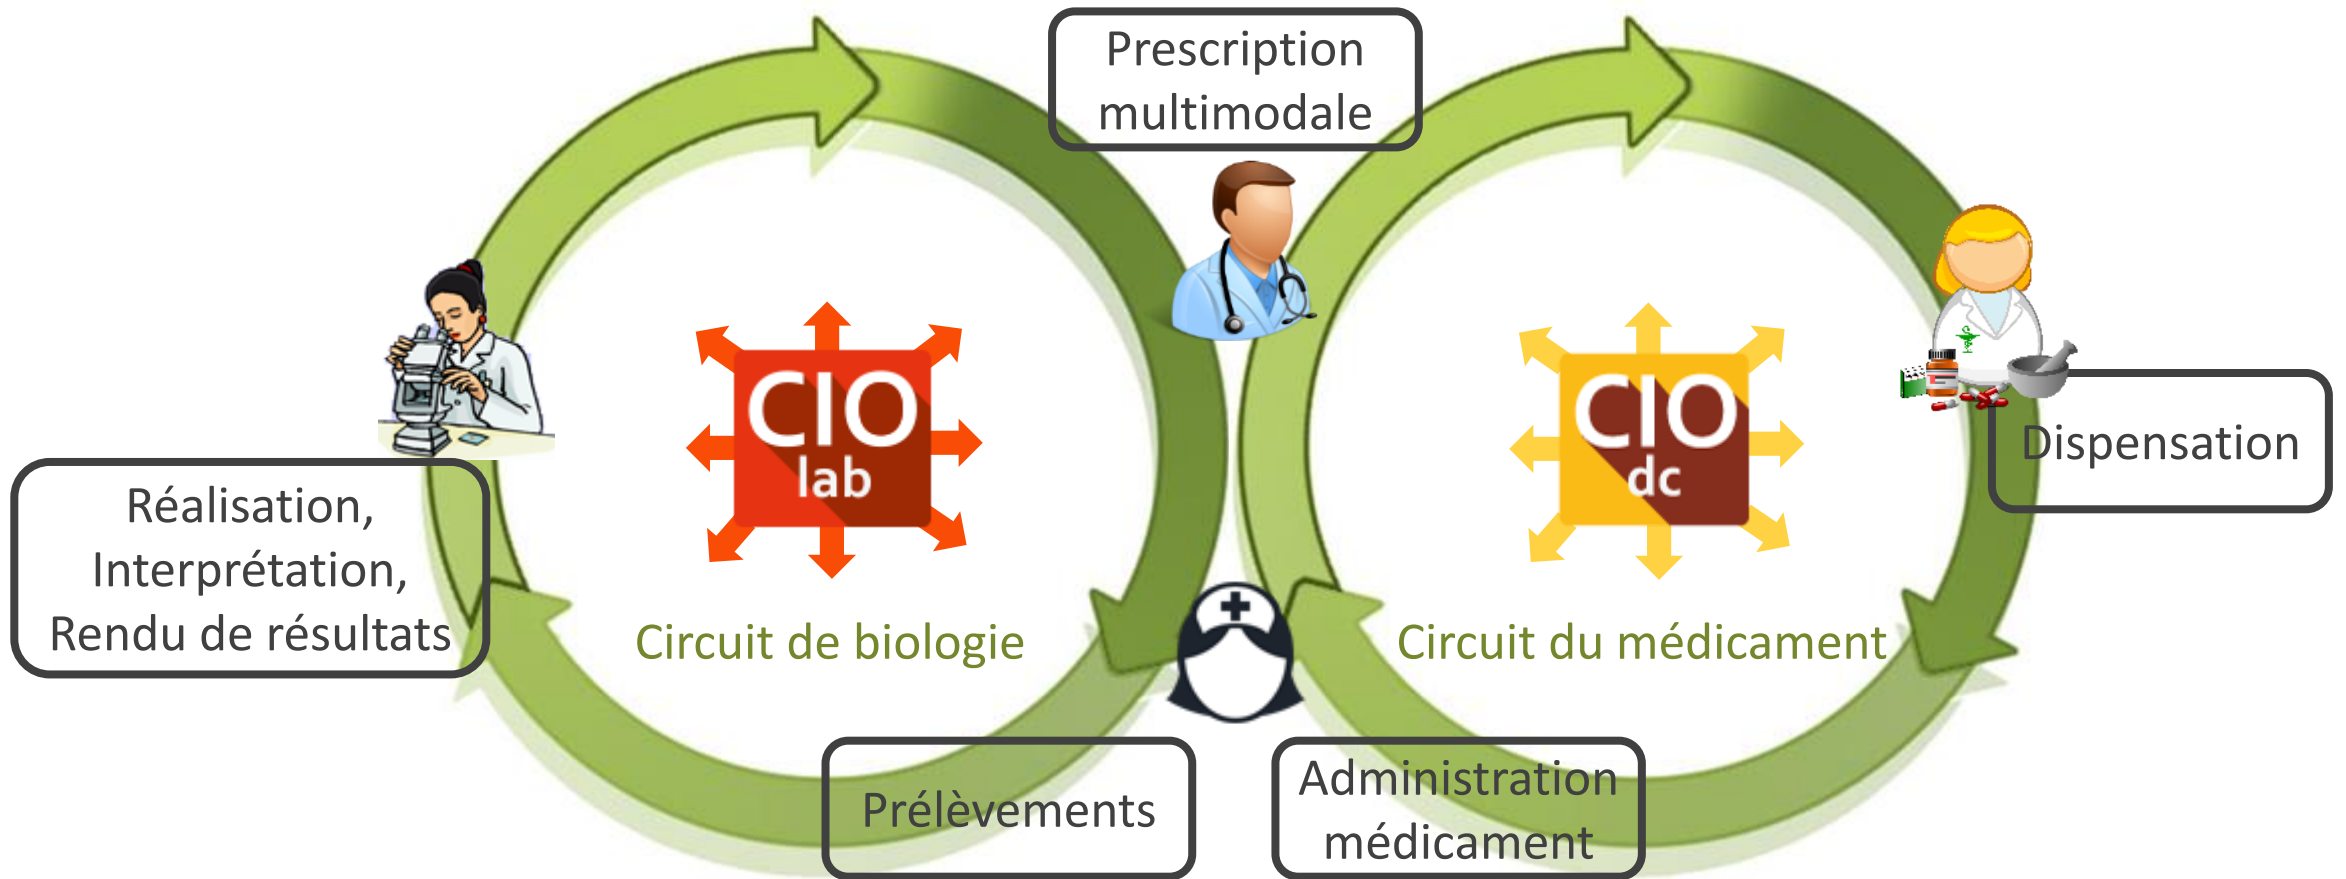 Prescription
multimodale
CIO
lab
CIO
dc
Dispensation
Réalisation,
Interprétation,
Rendu de résultats
Circuit de biologie
Circuit du médicament
Prélèvements
Administration
médicament